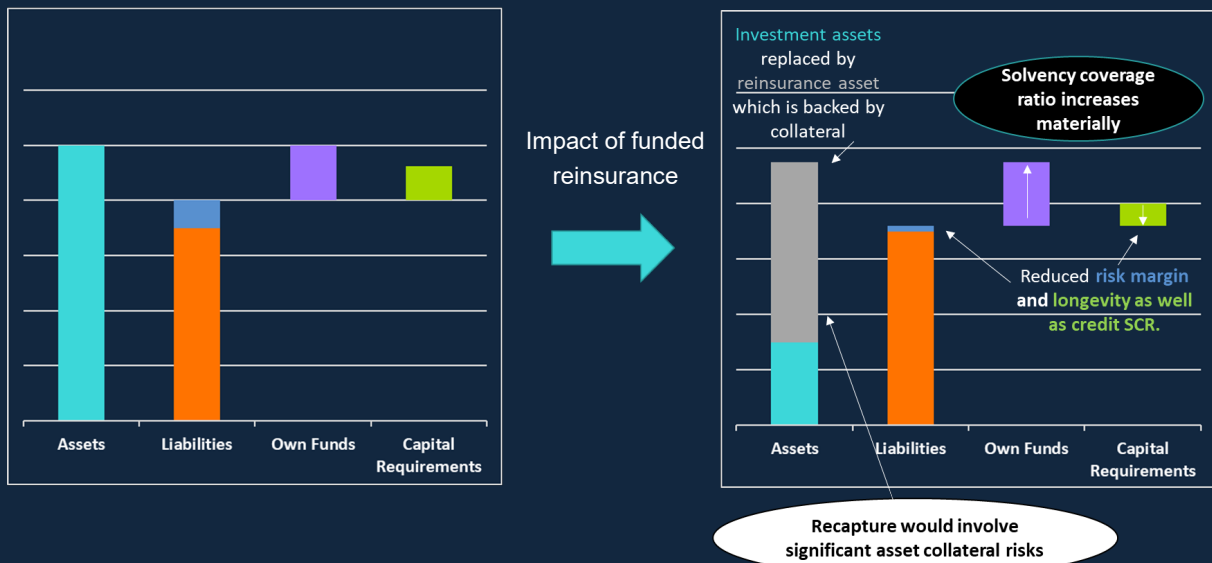 Assets
Liabilities
Own Funds
Capital
Requirements
Impact of funded
reinsurance
Investment assets
replaced by
reinsurance asset
which is backed by
collateral
Solvency coverage
ratio increases
materially
Reduced risk margin
and longevity as well
as credit SCR.
Assets
Liabilities
Own Funds
Capital
Requirements
Recapture would involve
significant asset collateral risks